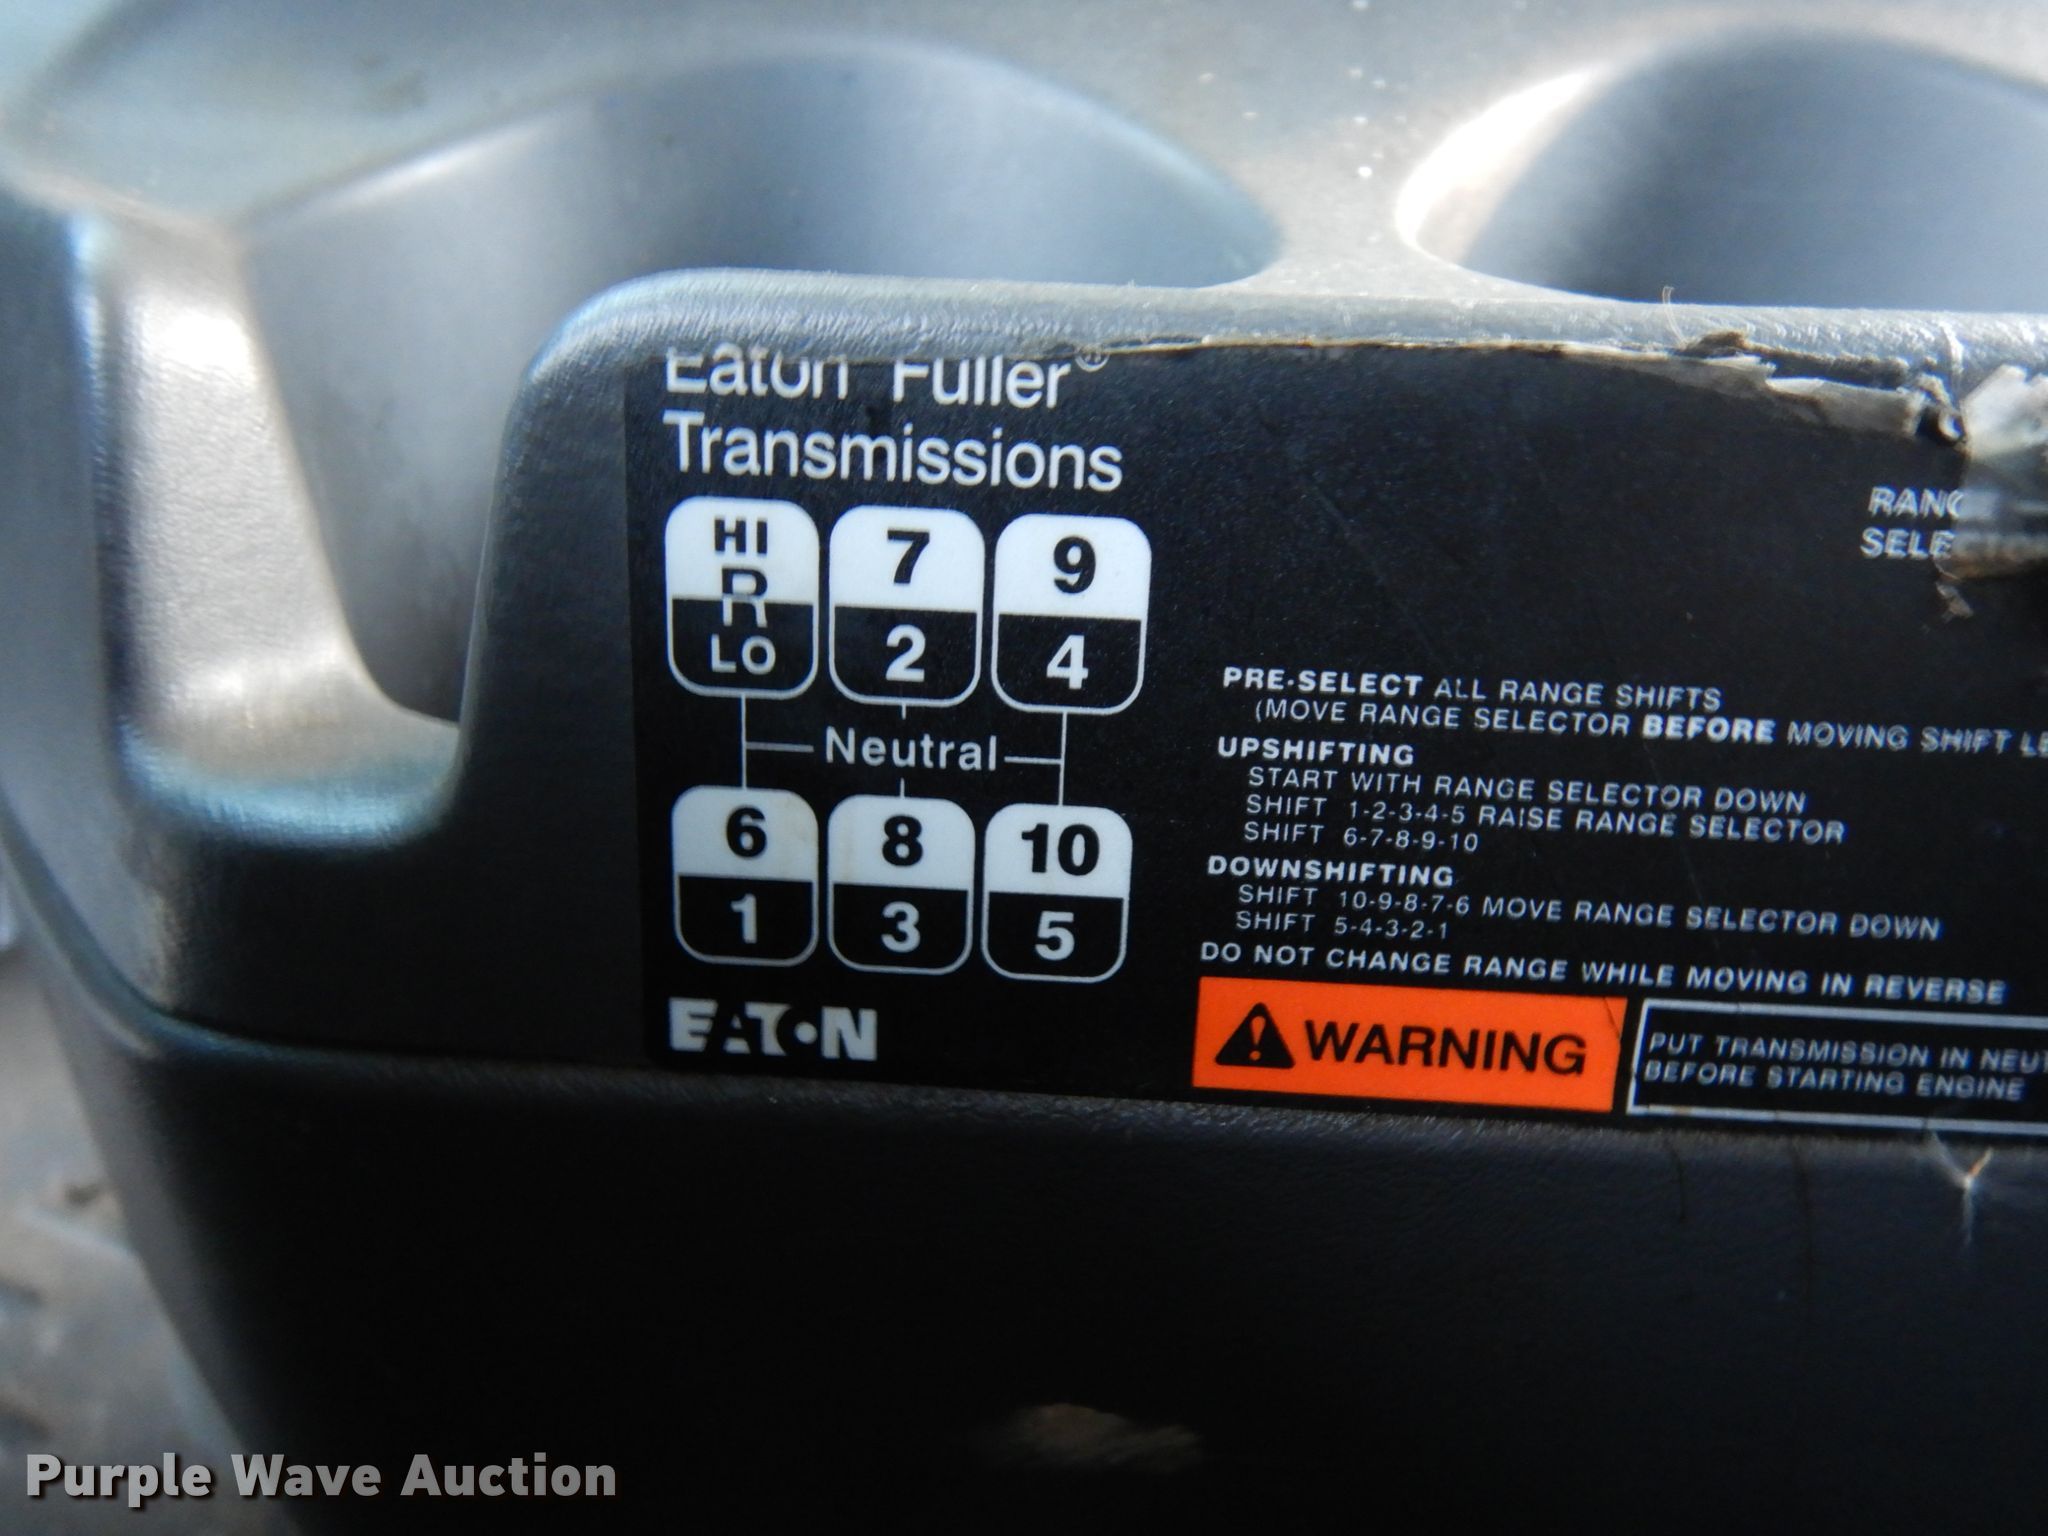 Eaton Fuller®
Transmissions
HI 7 9
R
LO 2 4
Neutral
6 8 10
1 3 5
EATON
PRE-SELECT ALL RANGE SHIFTS
(MOVE RANGE SELECTOR BEFORE MOVING SHIFT LE
UPSHIFTING
START WITH RANGE SELECTOR DOWN
SHIFT 1-2-3-4-5 RAISE RANGE SELECTOR
SHIFT 6-7-8-9-10
DOWNSHIFTING
SHIFT 10-9-8-7-6 MOVE RANGE SELECTOR DOWN
SHIFT 5-4-3-2-1
DO NOT CHANGE RANGE WHILE MOVING IN REVERSE
WARNING
PUT TRANSMISSION IN NEUT
BEFORE STARTING ENGINE
RANG
SELE
Purple Wave Auction